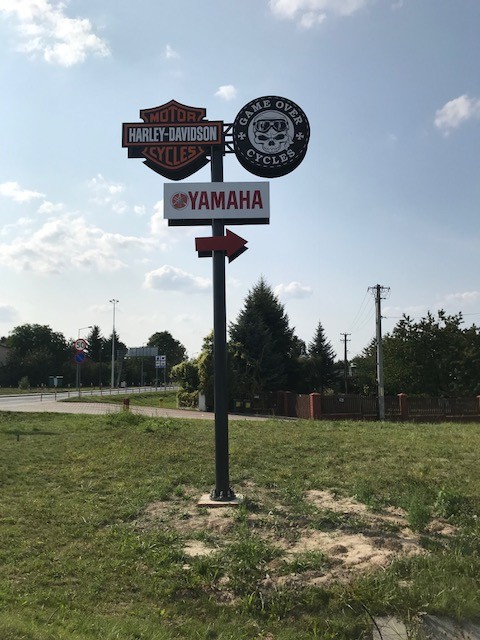 MOTOR
HARLEY-DAVIDSON
CYCLES
GAME OVER
CYCLES
YAMAHA